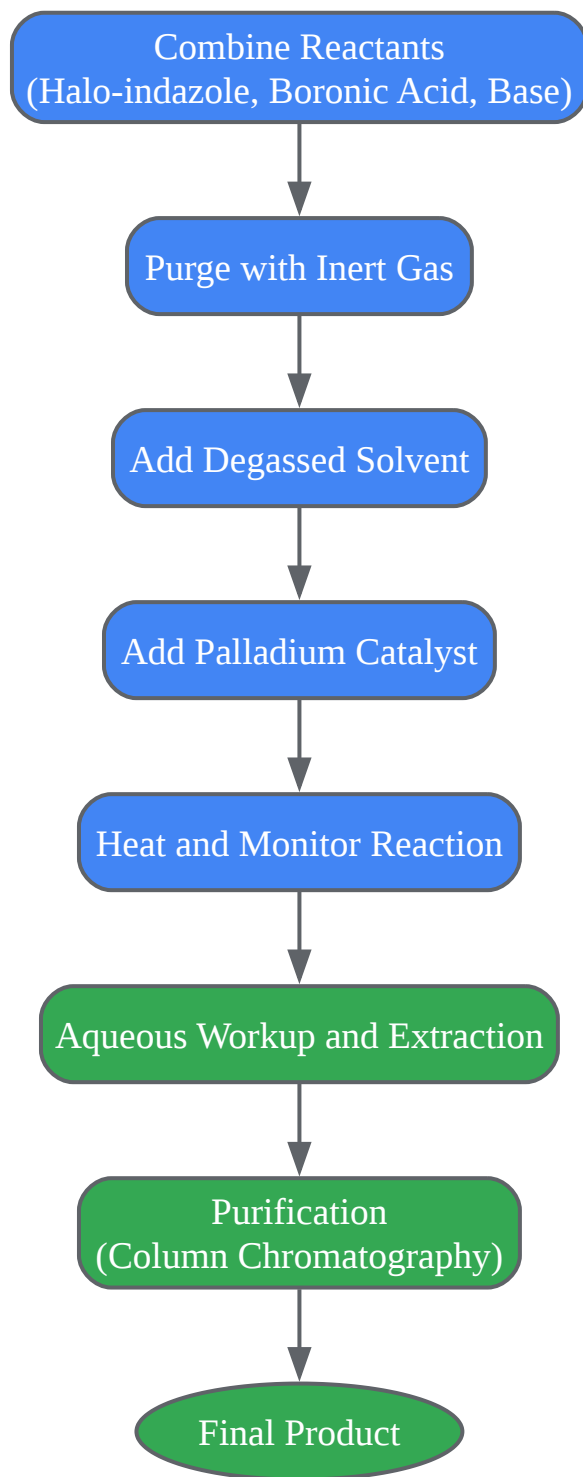 Combine Reactants
(Halo-indazole, Boronic Acid, Base)
Purge with Inert Gas
Add Degassed Solvent
Add Palladium Catalyst
Heat and Monitor Reaction
Aqueous Workup and Extraction
Purification
(Column Chromatography)
Final Product